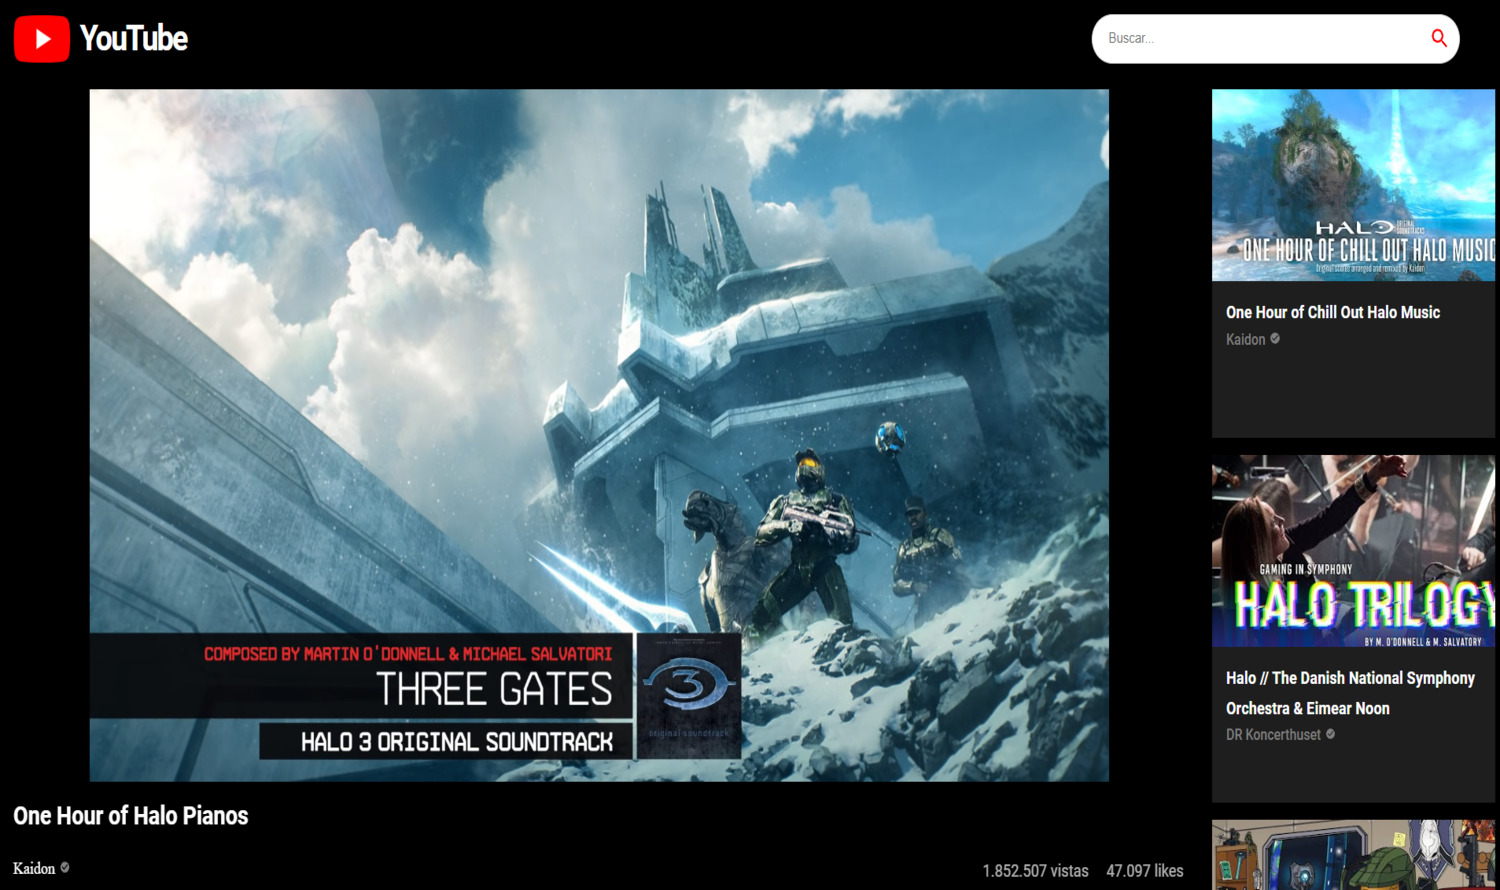 YouTube
Buscar...
COMPOSED BY MARTIN O'DONNELL & MICHAEL SALVATORI
THREE GATES
HALO 3 ORIGINAL SOUNDTRACK
3
original soundtrack
One Hour of Halo Pianos
Kaidon
1.852.507 vistas 47.097 likes
HALO ORIGINAL SOUNDTRACKS
ONE HOUR OF CHILL OUT HALO MUSIC
Original scores arranged and remixed by Kaidon
One Hour of Chill Out Halo Music
Kaidon
GAMING IN SYMPHONY
HALO TRILOGY
BY M. O'DONNELL & M. SALVATORY
Halo // The Danish National Symphony
Orchestra & Eimear Noon
DR Koncerthuset